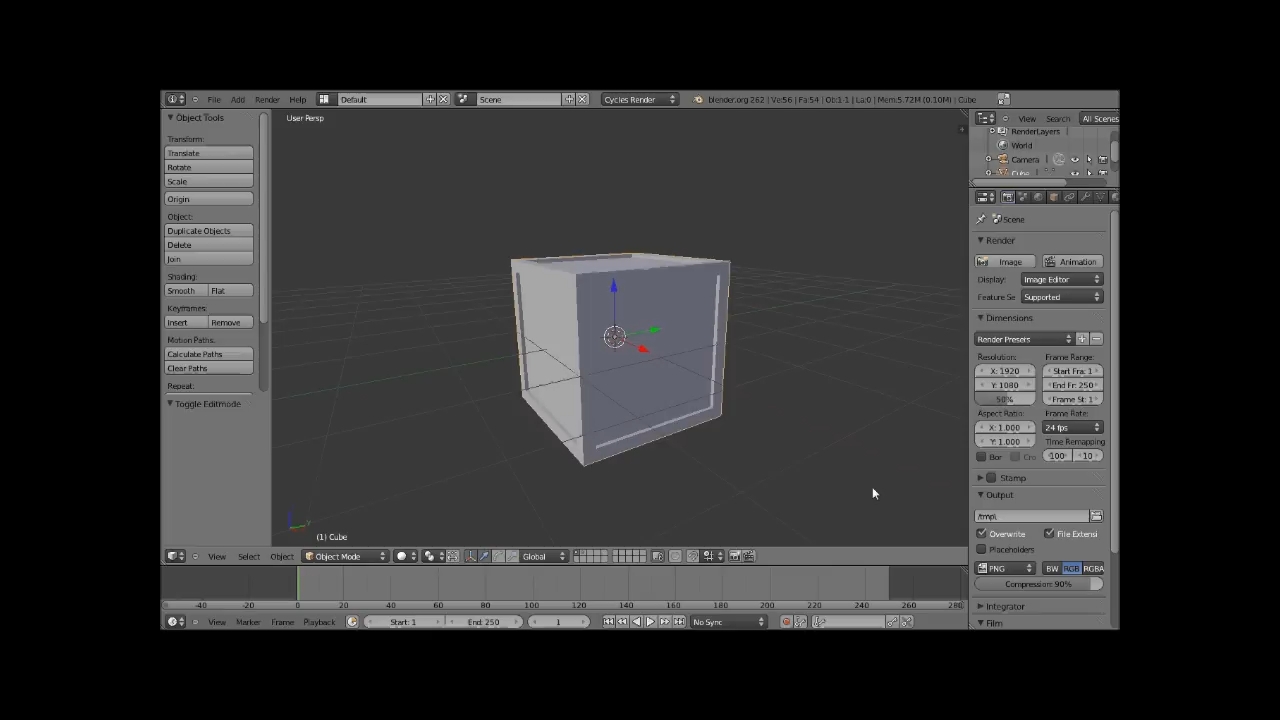 File Add Render Help Default Scene Cycles Render blender.org 262 | Ve:56 | Fa:54 | Ob:1-1 | La:0 | Mem:5.72M (0.10M) | Cube
Object Tools
Transform:
Translate
Rotate
Scale
Origin
Object:
Duplicate Objects
Delete
Join
Shading:
Smooth Flat
Keyframes:
Insert Remove
Motion Paths:
Calculate Paths
Clear Paths
Repeat:
Toggle Editmode
User Persp
(1) Cube
View Select Object Object Mode Global
-40 -20 0 20 40 60 80 100 120 140 160 180 200 220 240 260 280
View Marker Frame Playback Start: 1 End: 250 1 No Sync
View Search All Scenes
RenderLayers
World
Camera
Cube
Scene
Render
Image Animation
Display: Image Editor
Feature Se Supported
Dimensions
Render Presets
Resolution: Frame Range:
X: 1920 Start Fra: 1
Y: 1080 End Fr: 250
50% Frame St: 1
Aspect Ratio: Frame Rate:
X: 1.000 24 fps
Y: 1.000 Time Remapping
Bor Cro 100 10
Stamp
Output
/tmp\
Overwrite File Extensi
Placeholders
PNG BW RGB RGBA
Compression: 90%
Integrator
Film